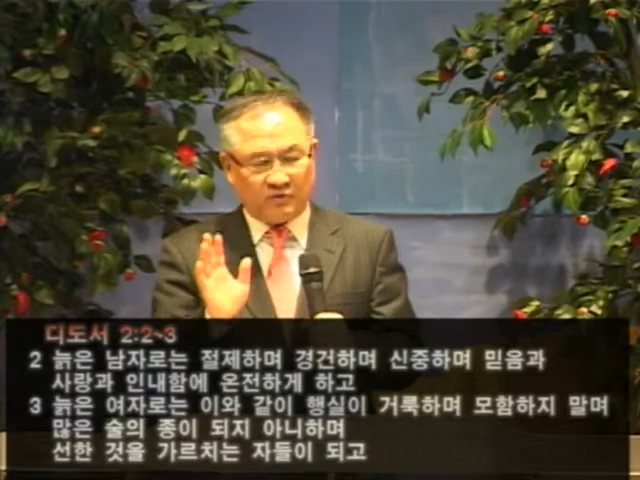 디도서 2:2~3
2 늙은 남자로는 절제하며 경건하며 신중하며 믿음과
사랑과 인내함에 온전하게 하고
3 늙은 여자로는 이와 같이 행실이 거룩하며 모함하지 말며
많은 술의 종이 되지 아니하며
선한 것을 가르치는 자들이 되고